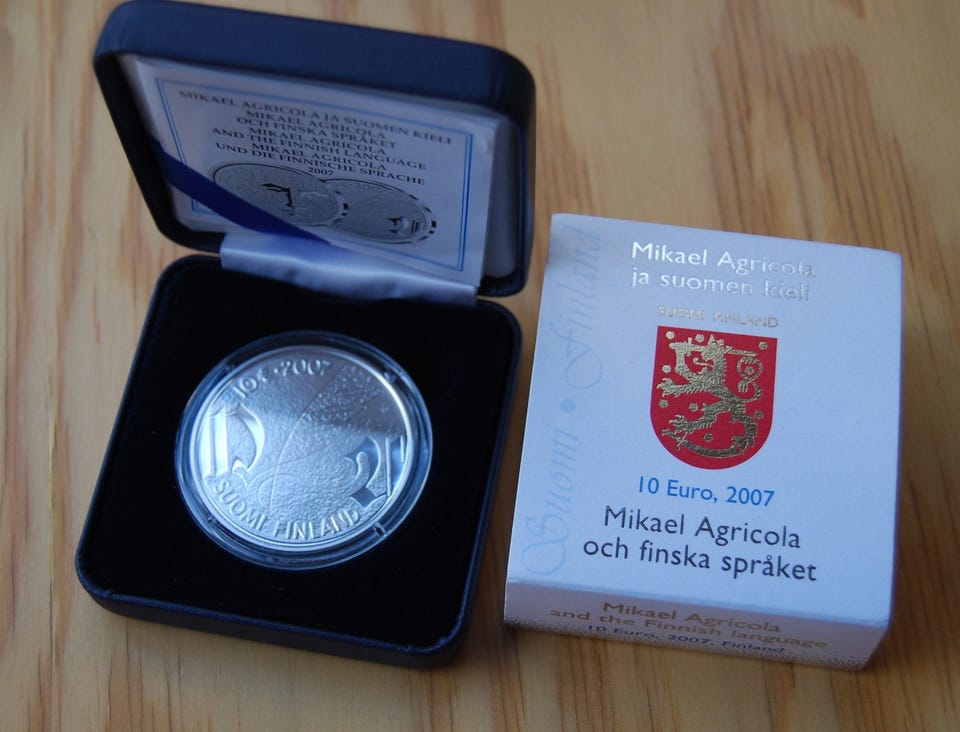 MIKAEL AGRICOLA JA SUOMEN KIELI
MIKAEL AGRICOLA
OCH FINSKA SPRÅKET
MIKAEL AGRICOLA
AND THE FINNISH LANGUAGE
MIKAEL AGRICOLA
UND DIE FINNISCHE SPRACHE
2007
10 € · 2007
SUOMI FINLAND
Suomi • Finland
Mikael Agricola
ja suomen kieli
SUOMI FINLAND
10 Euro, 2007
Mikael Agricola
och finska språket
Mikael Agricola
and the Finnish language
10 Euro, 2007, Finland